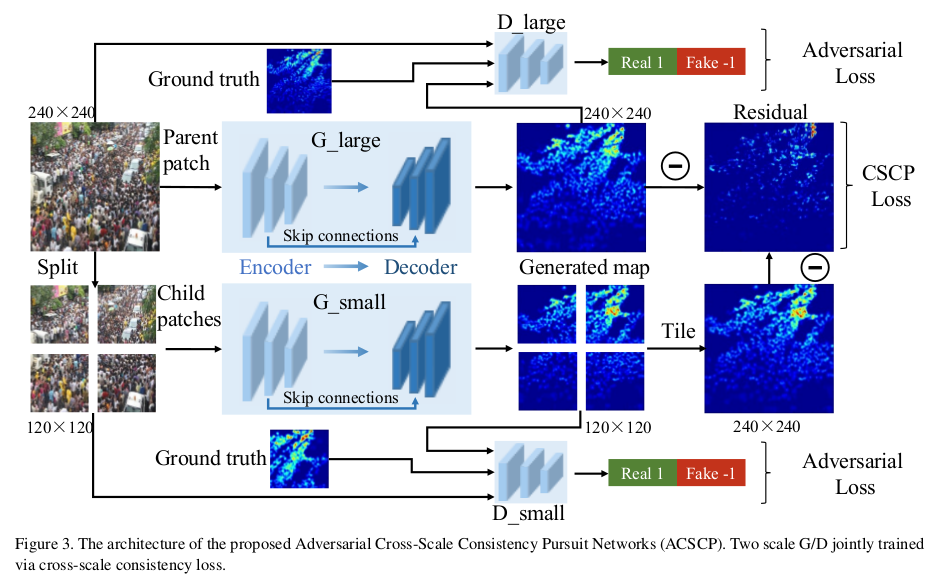 D_large
Ground truth
Real 1 Fake -1
Adversarial
Loss
240×240
240×240
Residual
Parent
patch
G_large
CSCP
Loss
Skip connections
Split
Encoder
Decoder
Generated map
Child
patches
G_small
Tile
Skip connections
120×120
120×120
240×240
Ground truth
Real 1 Fake -1
Adversarial
Loss
D_small
Figure 3. The architecture of the proposed Adversarial Cross-Scale Consistency Pursuit Networks (ACSCP). Two scale G/D jointly trained
via cross-scale consistency loss.